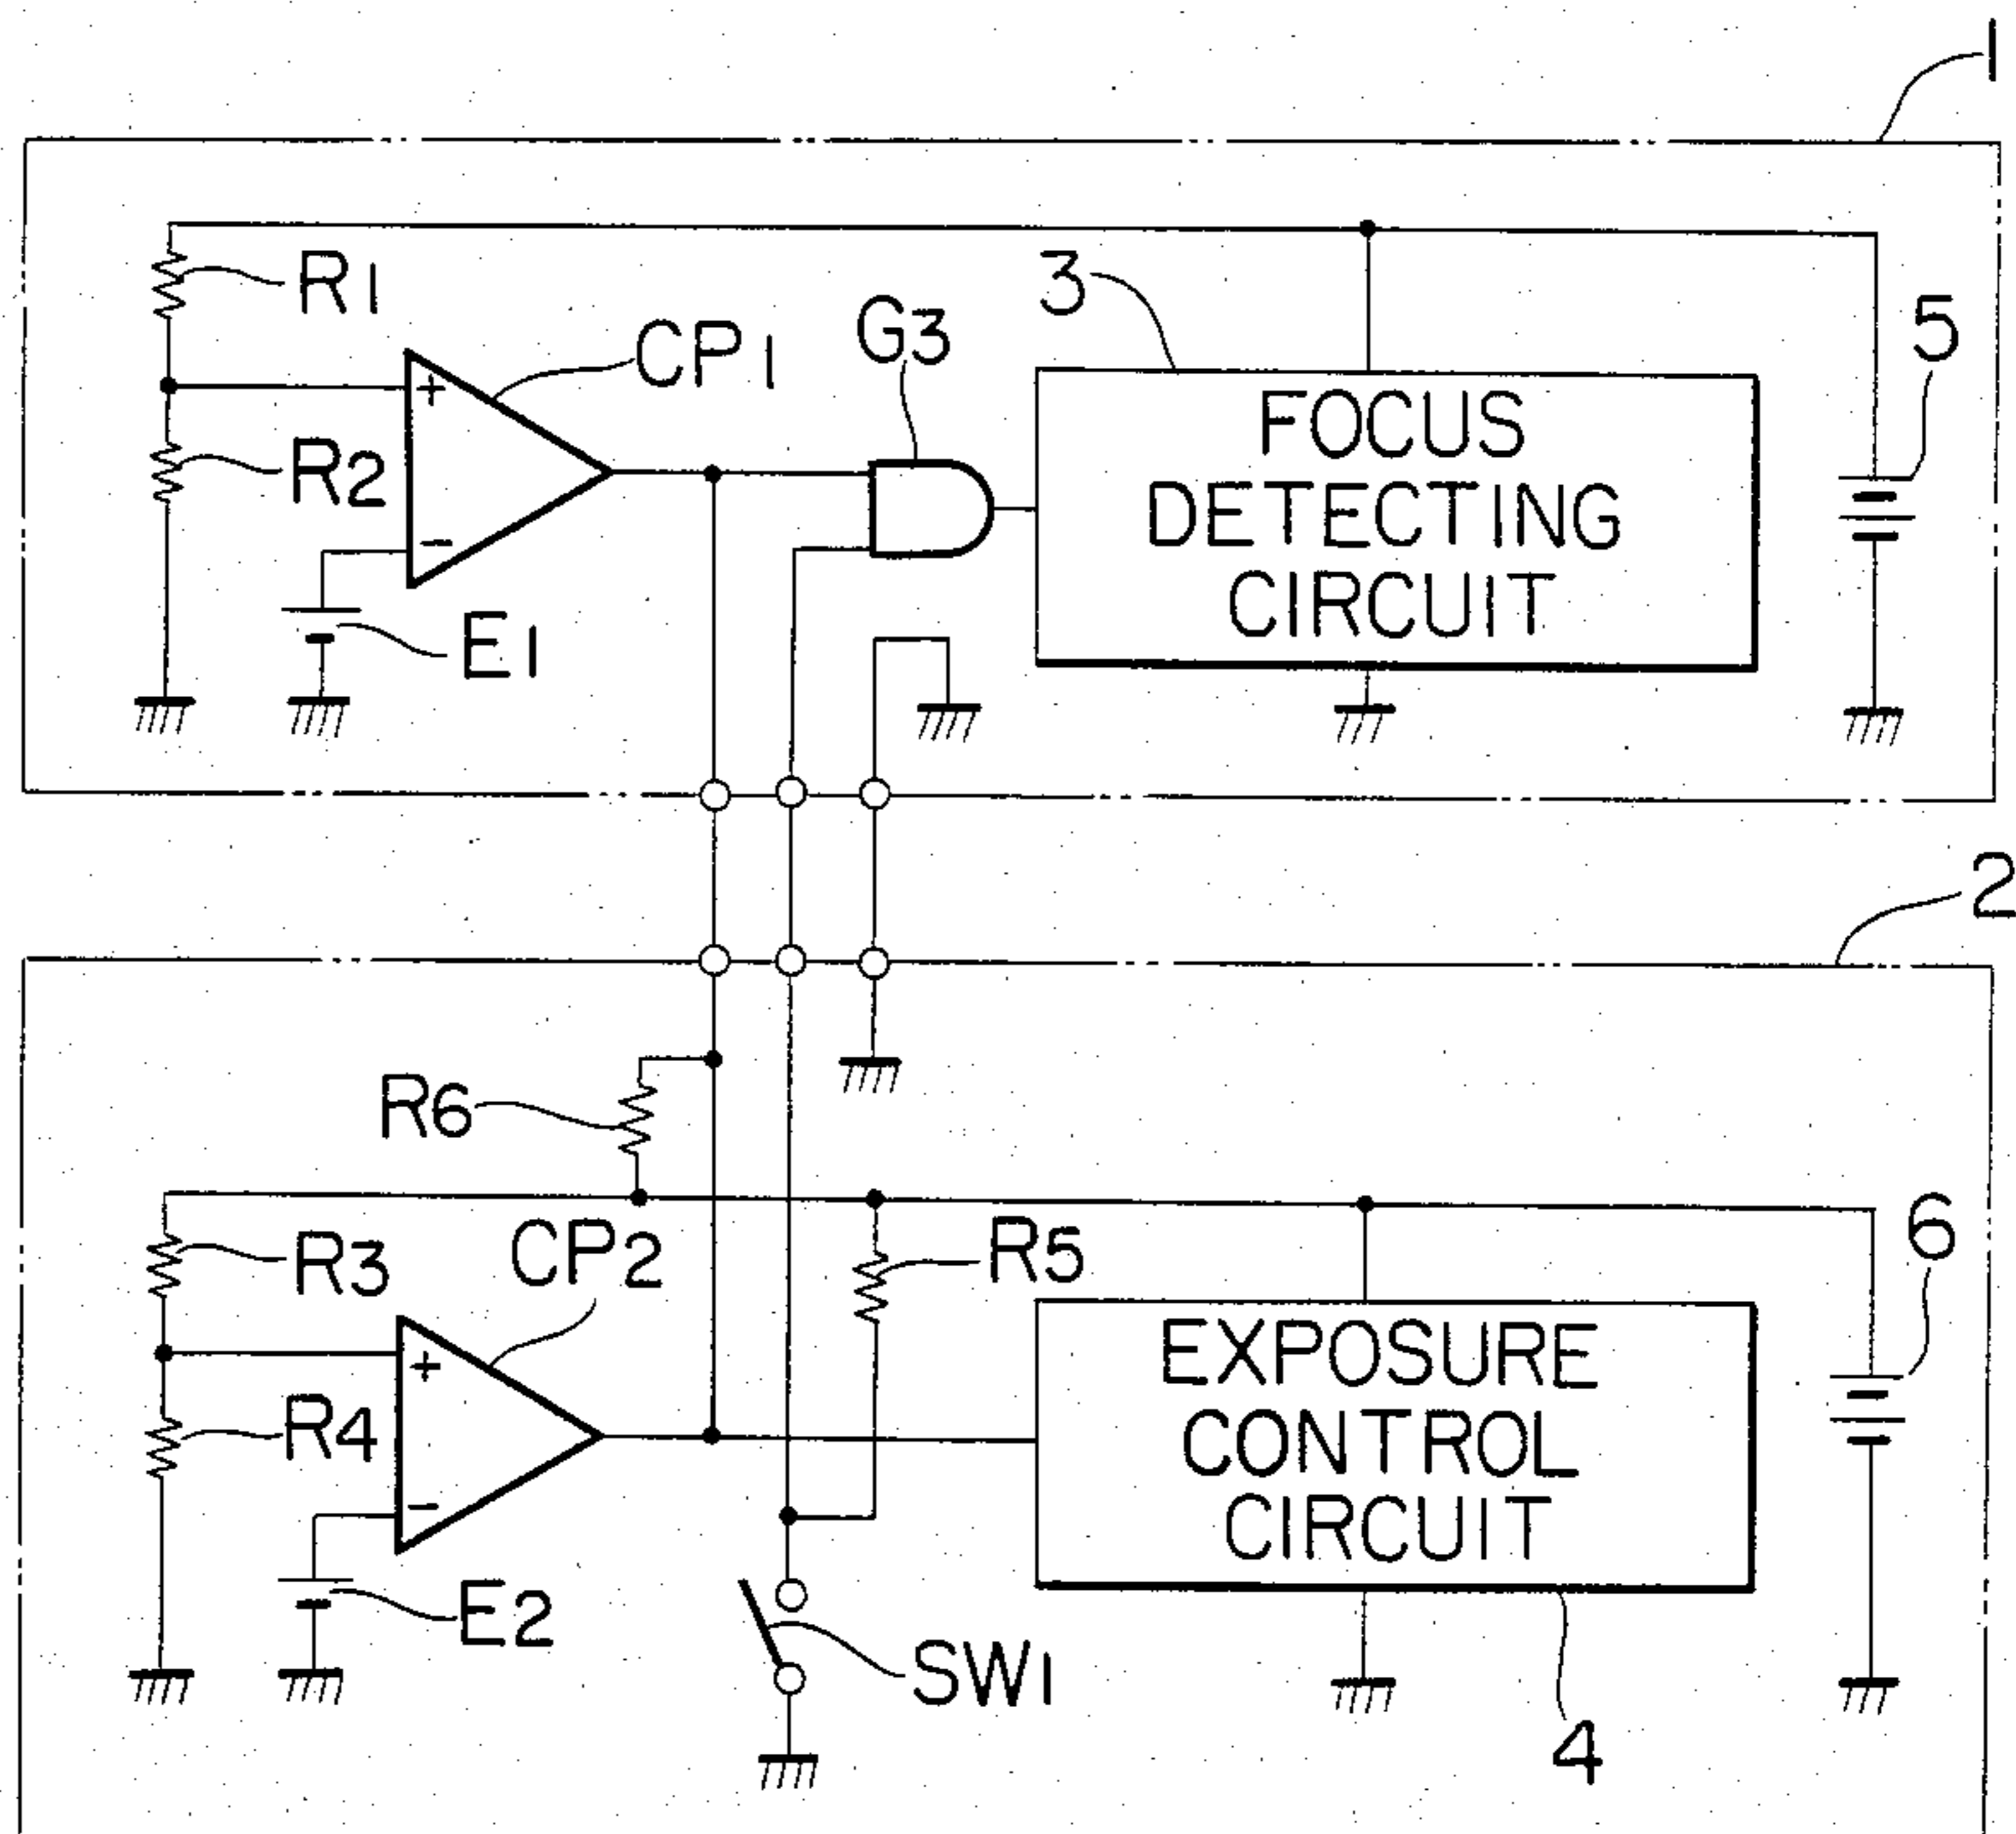 1
R1
CP1
G3
3
5
+
FOCUS
DETECTING
CIRCUIT
R2
−
E1
2
R6
R3
CP2
R5
6
+
EXPOSURE
CONTROL
CIRCUIT
R4
−
E2
SW1
4